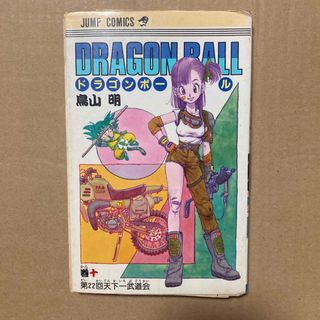 JUMP COMICS
DRAGON BALL
ドラゴンボール
鳥山 明
巻十
第22回天下一武道会